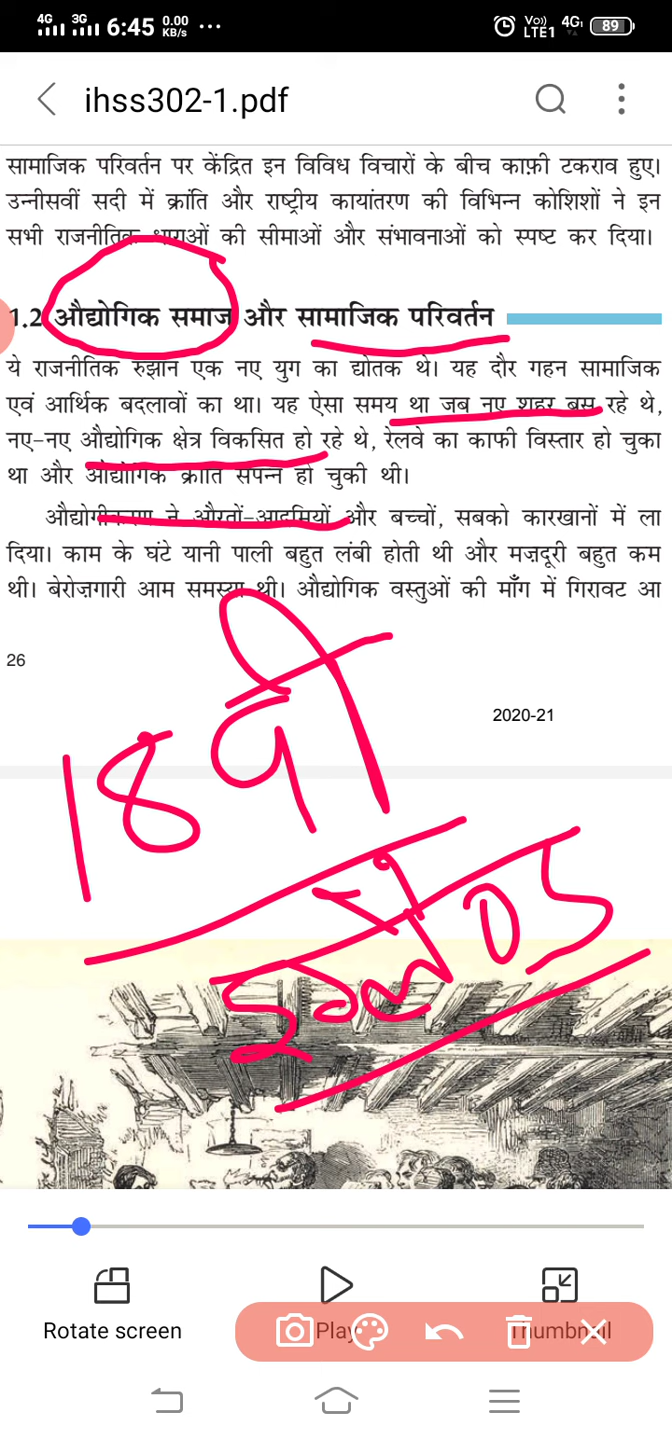 4G 3G 6:45 0.00 KB/s ... Vo)) LTE1 4G 89
ihss302-1.pdf
सामाजिक परिवर्तन पर केंद्रित इन विविध विचारों के बीच काफ़ी टकराव हुए।
उन्नीसवीं सदी में क्रांति और राष्ट्रीय कायांतरण की विभिन्न कोशिशों ने इन
सभी राजनीतिक धाराओं की सीमाओं और संभावनाओं को स्पष्ट कर दिया।
1.2 औद्योगिक समाज और सामाजिक परिवर्तन
ये राजनीतिक रुझान एक नए युग का द्योतक थे। यह दौर गहन सामाजिक
एवं आर्थिक बदलावों का था। यह ऐसा समय था जब नए शहर बस रहे थे,
नए-नए औद्योगिक क्षेत्र विकसित हो रहे थे, रेलवे का काफी विस्तार हो चुका
था और औद्योगिक क्रांति संपन्न हो चुकी थी।
औद्योगीकरण ने औरतों-आदमियों और बच्चों, सबको कारखानों में ला
दिया। काम के घंटे यानी पाली बहुत लंबी होती थी और मज़दूरी बहुत कम
थी। बेरोज़गारी आम समस्या थी। औद्योगिक वस्तुओं की माँग में गिरावट आ
26
2020-21
18 वी
Rotate screen Play Thumbnail